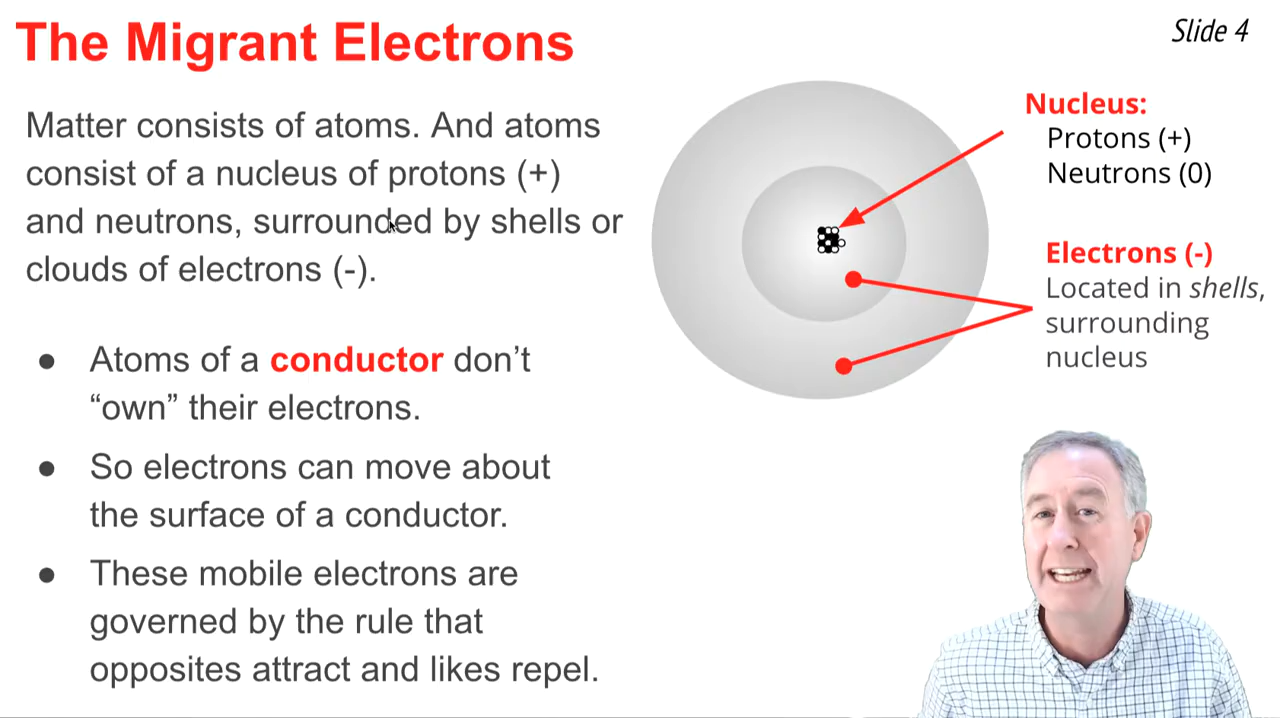 The Migrant Electrons
Slide 4
Matter consists of atoms. And atoms
consist of a nucleus of protons (+)
and neutrons, surrounded by shells or
clouds of electrons (-).
● Atoms of a conductor don’t
“own” their electrons.
● So electrons can move about
the surface of a conductor.
● These mobile electrons are
governed by the rule that
opposites attract and likes repel.
Nucleus:
Protons (+)
Neutrons (0)
Electrons (-)
Located in shells,
surrounding
nucleus